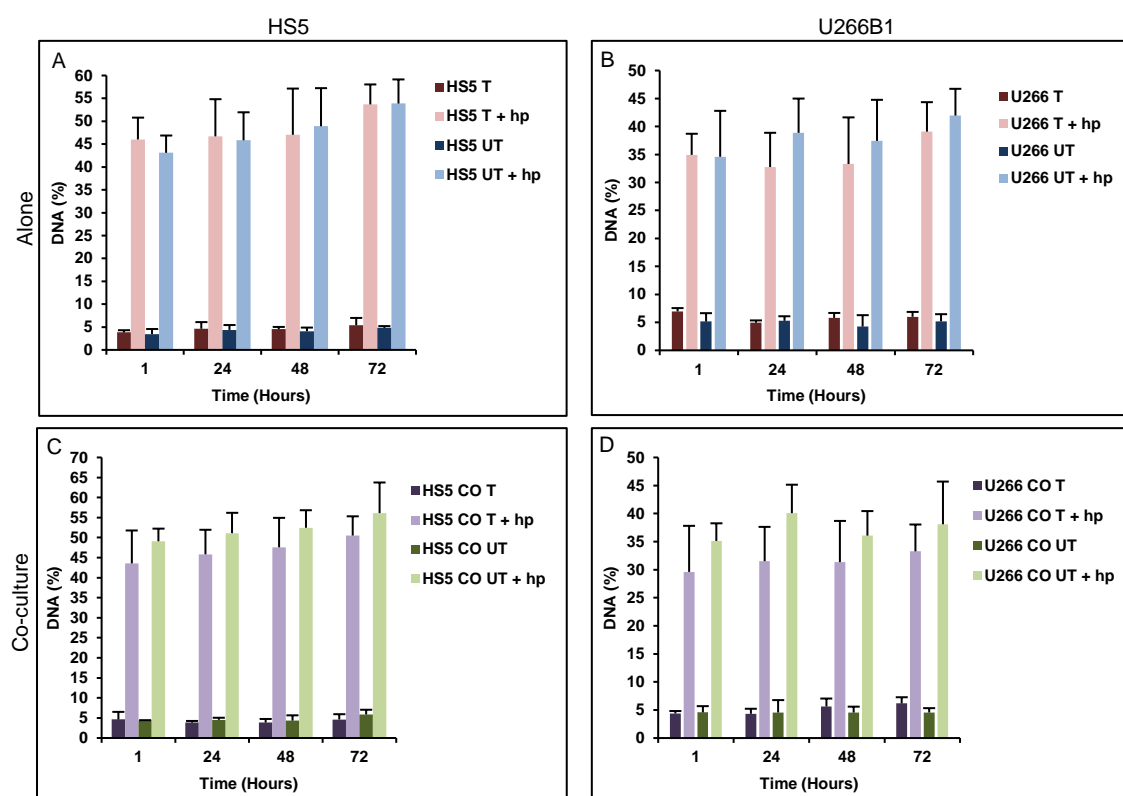 HS5
U266B1
Alone
Co-culture
A
60
55
50
45
40
35
30
25
20
15
10
5
0
DNA (%)
1 24 48 72
Time (Hours)
HS5 T
HS5 T + hp
HS5 UT
HS5 UT + hp
B
50
45
40
35
30
25
20
15
10
5
0
DNA (%)
1 24 48 72
Time (Hours)
U266 T
U266 T + hp
U266 UT
U266 UT + hp
C
70
65
60
55
50
45
40
35
30
25
20
15
10
5
0
DNA (%)
1 24 48 72
Time (Hours)
HS5 CO T
HS5 CO T + hp
HS5 CO UT
HS5 CO UT + hp
D
50
45
40
35
30
25
20
15
10
5
0
DNA (%)
1 24 48 72
Time (Hours)
U266 CO T
U266 CO T + hp
U266 CO UT
U266 CO UT + hp